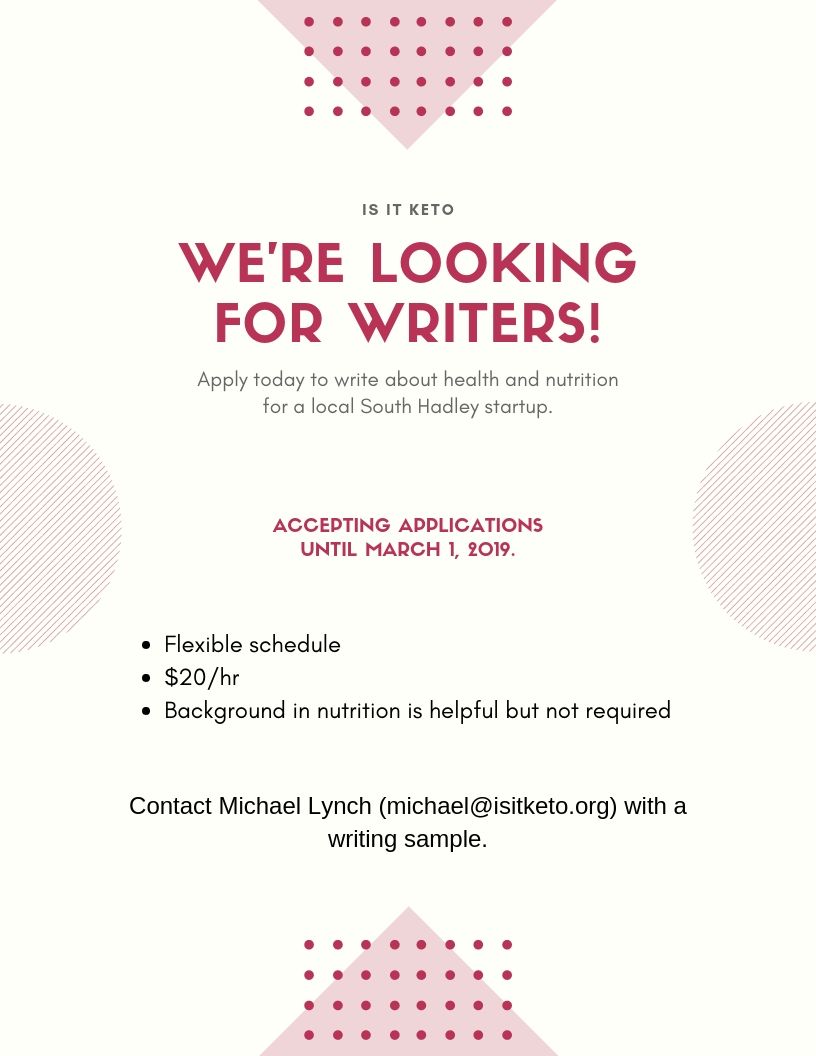 IS IT KETO
WE'RE LOOKING
FOR WRITERS!
Apply today to write about health and nutrition
for a local South Hadley startup.
ACCEPTING APPLICATIONS
UNTIL MARCH 1, 2019.
• Flexible schedule
• $20/hr
• Background in nutrition is helpful but not required
Contact Michael Lynch (michael@isitketo.org) with a
writing sample.